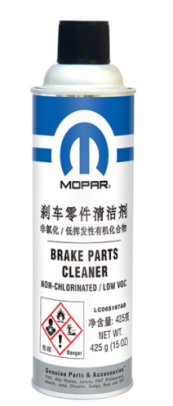 MOPAR
刹车零件清洁剂
非氯化/低挥发性有机化合物
BRAKE PARTS
CLEANER
NON-CHLORINATED / LOW VOC
净含量: 425克
NET WT.
425 g (15 OZ)
危险
Danger
Genuine Parts & Accessories